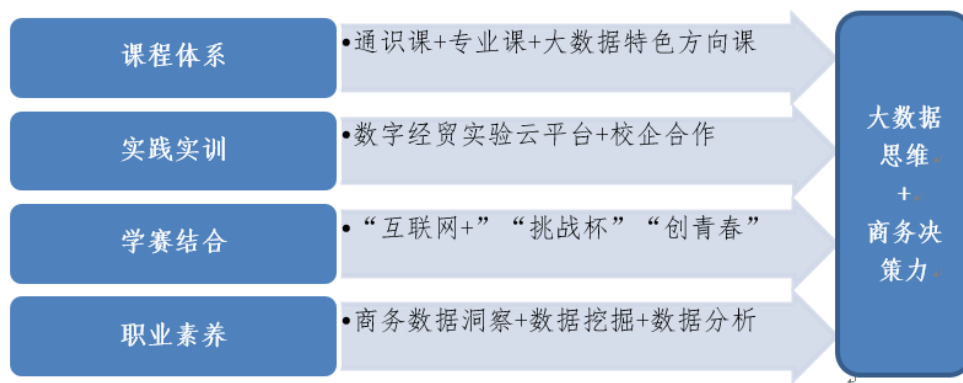 课程体系
•通识课+专业课+大数据特色方向课
实践实训
•数字经贸实验云平台+校企合作
学赛结合
•“互联网+”“挑战杯”“创青春”
职业素养
•商务数据洞察+数据挖掘+数据分析
大数据
思维
+
商务决
策力